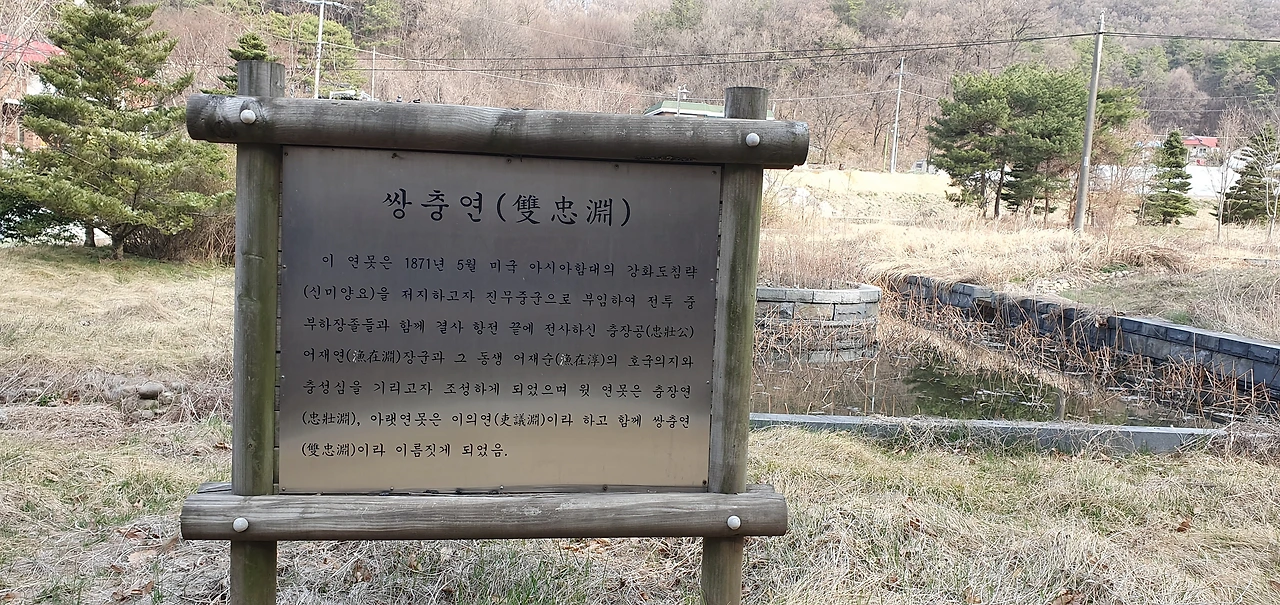 쌍충연(雙忠淵)
이 연못은 1871년 5월 미국 아시아함대의 강화도침략
(신미양요)을 저지하고자 진무중군으로 부임하여 전투 중
부하장졸들과 함께 결사 항전 끝에 전사하신 충장공(忠壯公)
어재연(漁在淵)장군과 그 동생 어재순(漁在淳)의 호국의지와
충성심을 기리고자 조성하게 되었으며 윗 연못은 충장연
(忠壯淵), 아랫연못은 이의연(吏議淵)이라 하고 함께 쌍충연
(雙忠淵)이라 이름짓게 되었음.